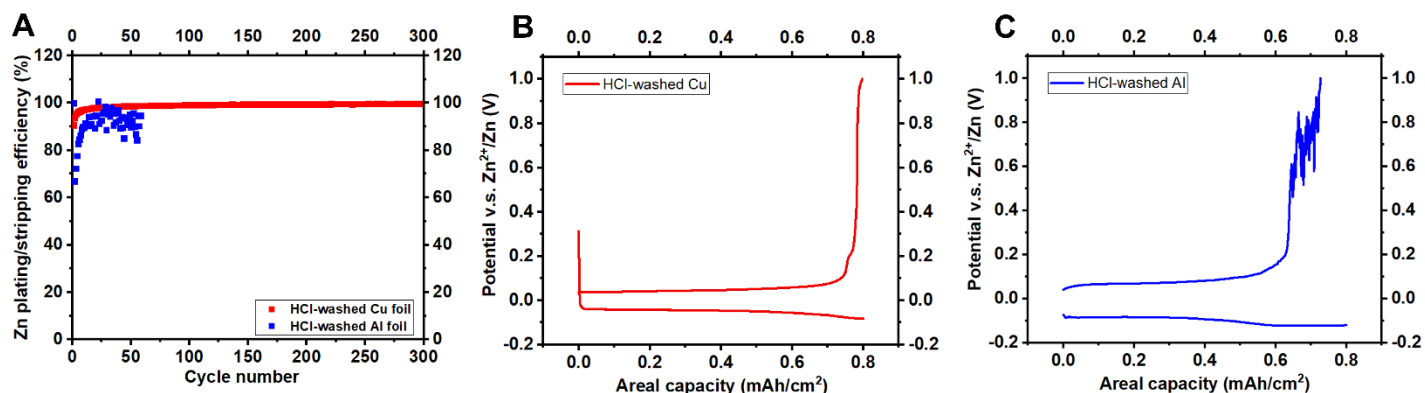 A
Cycle number
0 50 100 150 200 250 300
Zn plating/stripping efficiency (%)
120 120
100 100
80 80
60 60
40 40
20 20
0 0
HCl-washed Cu foil
HCl-washed Al foil
0 50 100 150 200 250 300
Cycle number
B
0.0 0.2 0.4 0.6 0.8
Potential v.s. Zn²⁺/Zn (V)
HCl-washed Cu
1.0 1.0
0.8 0.8
0.6 0.6
0.4 0.4
0.2 0.2
0.0 0.0
-0.2 -0.2
0.0 0.2 0.4 0.6 0.8
Areal capacity (mAh/cm²)
C
0.0 0.2 0.4 0.6 0.8
Potential v.s. Zn²⁺/Zn (V)
HCl-washed Al
1.0 1.0
0.8 0.8
0.6 0.6
0.4 0.4
0.2 0.2
0.0 0.0
-0.2 -0.2
0.0 0.2 0.4 0.6 0.8
Areal capacity (mAh/cm²)